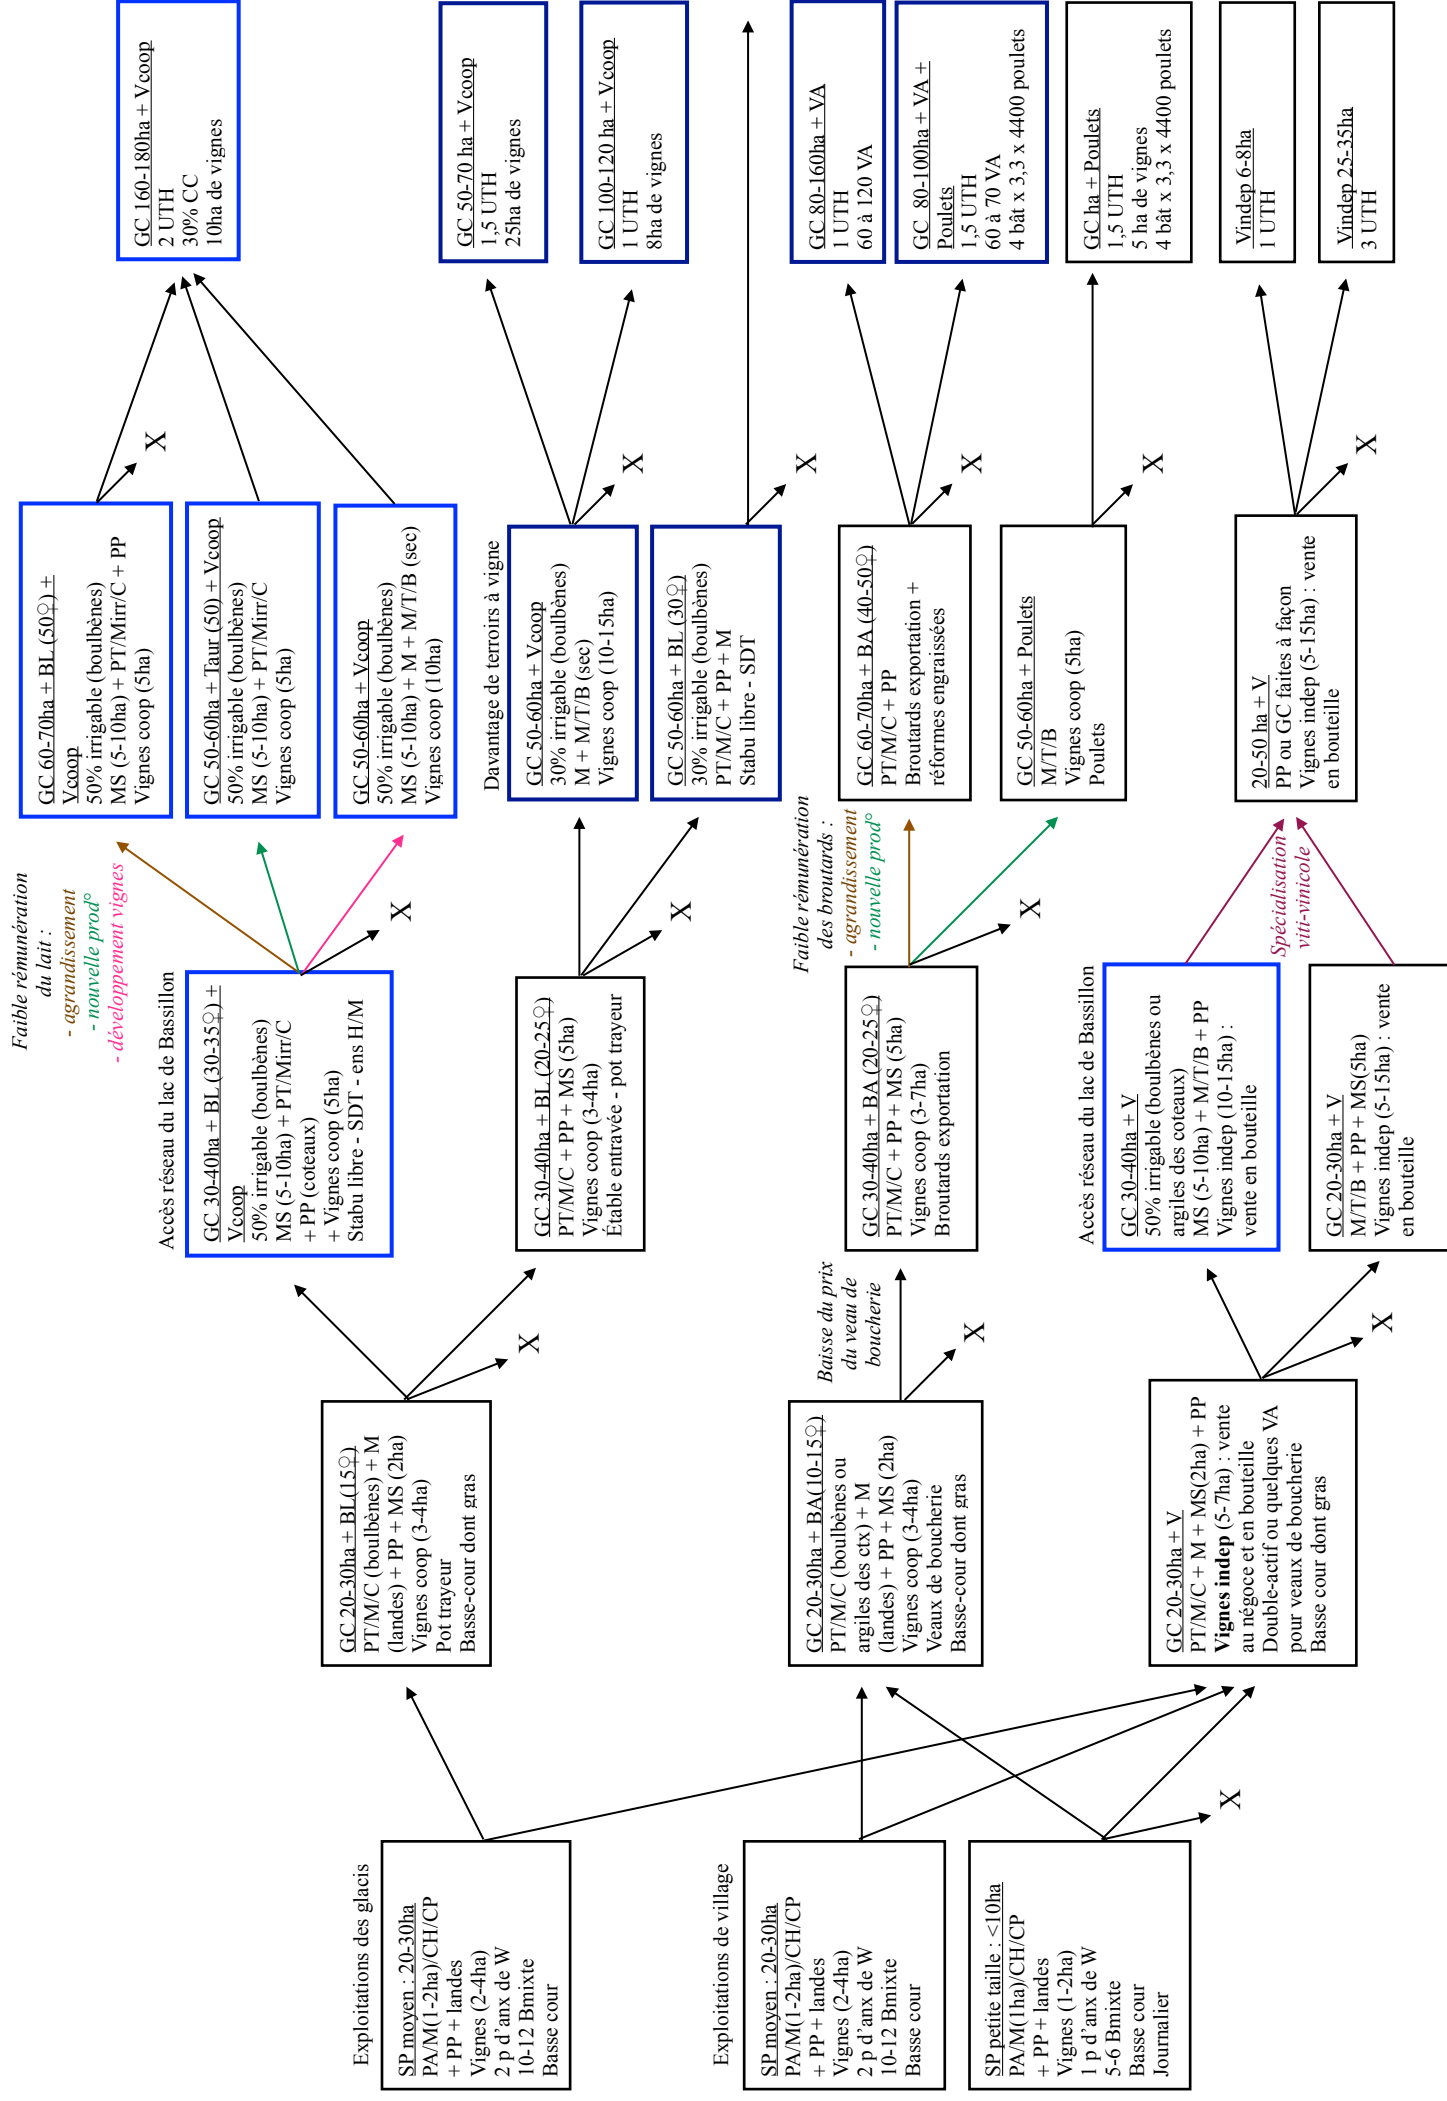 Exploitations des glacis
SP moyen : 20-30ha
PA/M(1-2ha)/CH/CP
+ PP + landes
Vignes (2-4ha)
2 p d'anx de W
10-12 Bmixte
Basse cour
Exploitations de village
SP moyen : 20-30ha
PA/M(1-2ha)/CH/CP
+ PP + landes
Vignes (2-4ha)
2 p d'anx de W
10-12 Bmixte
Basse cour
SP petite taille : <10ha
PA/M(1ha)/CH/CP
+ PP + landes
Vignes (1-2ha)
1 p d'anx de W
5-6 Bmixte
Basse cour
Journalier
X
GC 20-30ha + BL(15♀)
PT/M/C (boulbènes) + M
(landes) + PP + MS (2ha)
Vignes coop (3-4ha)
Pot trayeur
Basse-cour dont gras
X
GC 20-30ha + BA(10-15♀)
PT/M/C (boulbènes ou
argiles des ctx) + M
(landes) + PP + MS (2ha)
Vignes coop (3-4ha)
Veaux de boucherie
Basse-cour dont gras
Baisse du prix
du veau de
boucherie
X
GC 20-30ha + V
PT/M/C + M + MS(2ha) + PP
Vignes indep (5-7ha) : vente
au négoce et en bouteille
Double-actif ou quelques VA
pour veaux de boucherie
Basse cour dont gras
X
Accès réseau du lac de Bassillon
GC 30-40ha + BL (30-35♀) +
Vcoop
50% irrigable (boulbènes)
MS (5-10ha) + PT/Mirr/C
+ PP (coteaux)
+ Vignes coop (5ha)
Stabu libre - SDT - ens H/M
Faible rémunération
du lait :
- agrandissement
- nouvelle prod°
- développement vignes
X
GC 30-40ha + BL (20-25♀)
PT/M/C + PP + MS (5ha)
Vignes coop (3-4ha)
Étable entravée - pot trayeur
X
GC 30-40ha + BA (20-25♀)
PT/M/C + PP + MS (5ha)
Vignes coop (3-7ha)
Broutards exportation
Faible rémunération
des broutards :
- agrandissement
- nouvelle prod°
X
Accès réseau du lac de Bassillon
GC 30-40ha + V
50% irrigable (boulbènes ou
argiles des coteaux)
MS (5-10ha) + M/T/B + PP
Vignes indep (10-15ha) :
vente en bouteille
GC 20-30ha + V
M/T/B + PP + MS(5ha)
Vignes indep (5-15ha) : vente
en bouteille
Spécialisation
viti-vinicole
GC 60-70ha + BL (50♀) +
Vcoop
50% irrigable (boulbènes)
MS (5-10ha) + PT/Mirr/C + PP
Vignes coop (5ha)
X
GC 50-60ha + Taur (50) + Vcoop
50% irrigable (boulbènes)
MS (5-10ha) + PT/Mirr/C
Vignes coop (5ha)
GC 50-60ha + Vcoop
50% irrigable (boulbènes)
MS (5-10ha) + M + M/T/B (sec)
Vignes coop (10ha)
Davantage de terroirs à vigne
GC 50-60ha + Vcoop
30% irrigable (boulbènes)
M + M/T/B (sec)
Vignes coop (10-15ha)
X
GC 50-60ha + BL (30♀)
30% irrigable (boulbènes)
PT/M/C + PP + M
Stabu libre - SDT
X
GC 60-70ha + BA (40-50♀)
PT/M/C + PP
Broutards exportation +
réformes engraissées
X
GC 50-60ha + Poulets
M/T/B
Vignes coop (5ha)
Poulets
X
20-50 ha + V
PP ou GC faites à façon
Vignes indep (5-15ha) : vente
en bouteille
X
GC 160-180ha + Vcoop
2 UTH
30% CC
10ha de vignes
GC 50-70 ha + Vcoop
1,5 UTH
25ha de vignes
GC 100-120 ha + Vcoop
1 UTH
8ha de vignes
GC 80-160ha + VA
1 UTH
60 à 120 VA
GC 80-100ha + VA +
Poulets
1,5 UTH
60 à 70 VA
4 bât x 3,3 x 4400 poulets
GC ha + Poulets
1,5 UTH
5 ha de vignes
4 bât x 3,3 x 4400 poulets
Vindep 6-8ha
1 UTH
Vindep 25-35ha
3 UTH